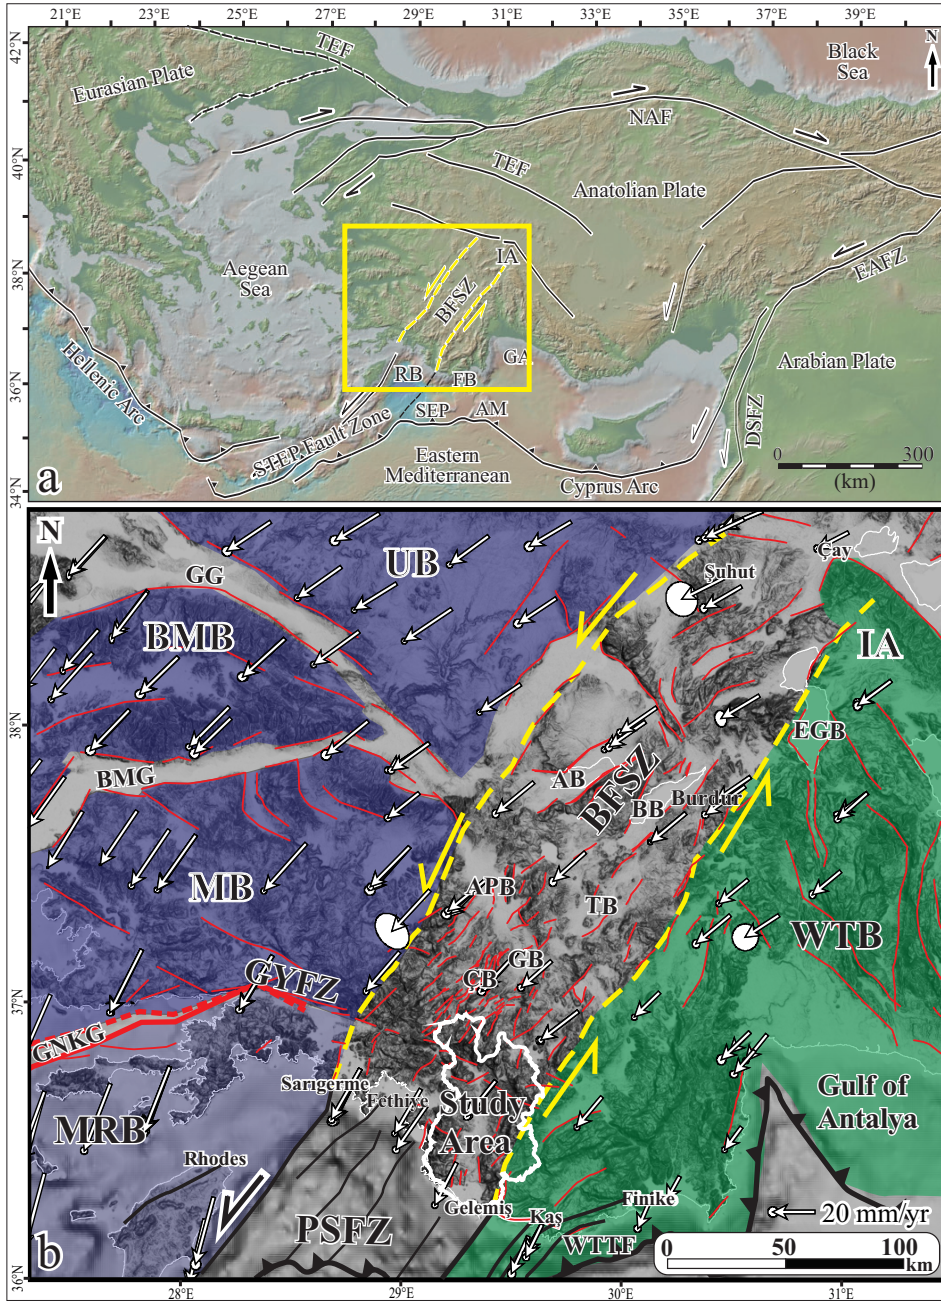 21°E
23°E
25°E
27°E
29°E
31°E
33°E
35°E
37°E
39°E
42°N
40°N
38°N
36°N
34°N
TEF
Eurasian Plate
Black
Sea
N
NAF
TEF
Anatolian Plate
Aegean
Sea
IA
BFSZ
EAFZ
GA
Arabian Plate
RB
FB
Hellenic Arc
SEP
AM
STEP Fault Zone
DSFZ
Eastern
Mediterranean
Cyprus Arc
0
300
(km)
a
N
UB
GG
Çay
Şuhut
BMB
IA
38°N
EGB
BMG
AB
BFSZ
BB
Burdur
MB
APB
TB
WTB
GYFZ
GB
ÇB
37°N
GNKG
Sarıgerme
Fethiye
Study
Area
Gulf of
Antalya
MRB
Rhodes
Gelemiş
Kaş
Finike
PSFZ
WTTF
20 mm/yr
0
50
100
km
b
36°N
28°E
29°E
30°E
31°E